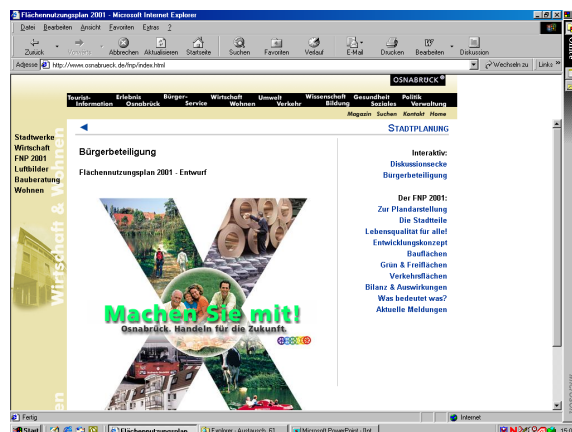 Flächennutzungsplan 2001 - Microsoft Internet Explorer
Datei Bearbeiten Ansicht Favoriten Extras ?
Zurück Vorwärts Abbrechen Aktualisieren Startseite Suchen Favoriten Verlauf E-Mail Drucken Bearbeiten Diskussion
Adresse http://www.osnabrueck.de/fnp/index.html Wechseln zu Links »
OSNABRÜCK
Tourist-Information Erlebnis Osnabrück Bürger-Service Wirtschaft Wohnen Umwelt Verkehr Wissenschaft Bildung Gesundheit Soziales Politik Verwaltung
Magazin Suchen Kontakt Home
STADTPLANUNG
Stadtwerke
Wirtschaft
FNP 2001
Luftbilder
Bauberatung
Wohnen
Wirtschaft & Wohnen
Bürgerbeteiligung
Flächennutzungsplan 2001 - Entwurf
Machen Sie mit!
Osnabrück. Handeln für die Zukunft.
Interaktiv:
Diskussionsecke
Bürgerbeteiligung
Der FNP 2001:
Zur Plandarstellung
Die Stadtteile
Lebensqualität für alle!
Entwicklungskonzept
Bauflächen
Grün & Freiflächen
Verkehrsflächen
Bilanz & Auswirkungen
Was bedeutet was?
Aktuelle Meldungen
Fertig Internet
Start Flächennutzungsplan Explorer - Austausch_61 Microsoft PowerPoint - [Int